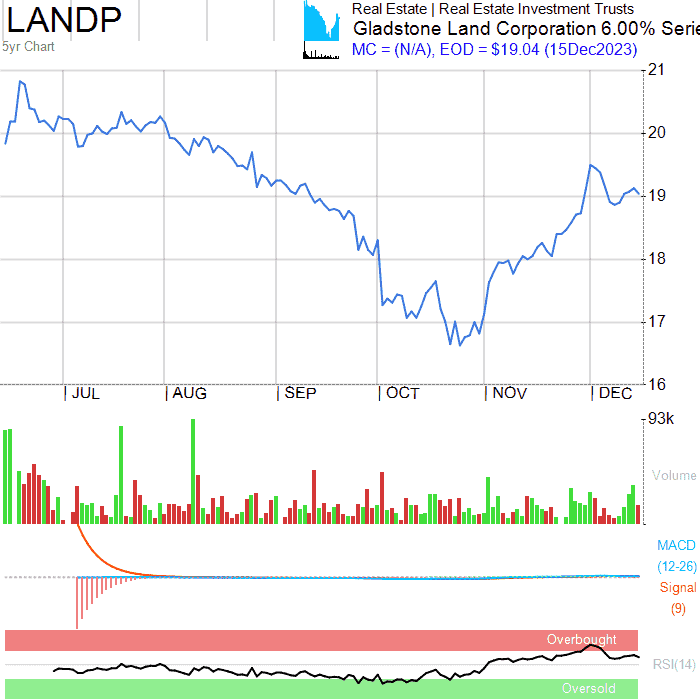 LANDP
5yr Chart
Real Estate | Real Estate Investment Trusts
Gladstone Land Corporation 6.00% Serie
MC = (N/A), EOD = $19.04 (15Dec2023)
21
20
19
18
17
16
JUL AUG SEP OCT NOV DEC
93k
Volume
MACD
(12-26)
Signal
(9)
Overbought
RSI(14)
Oversold